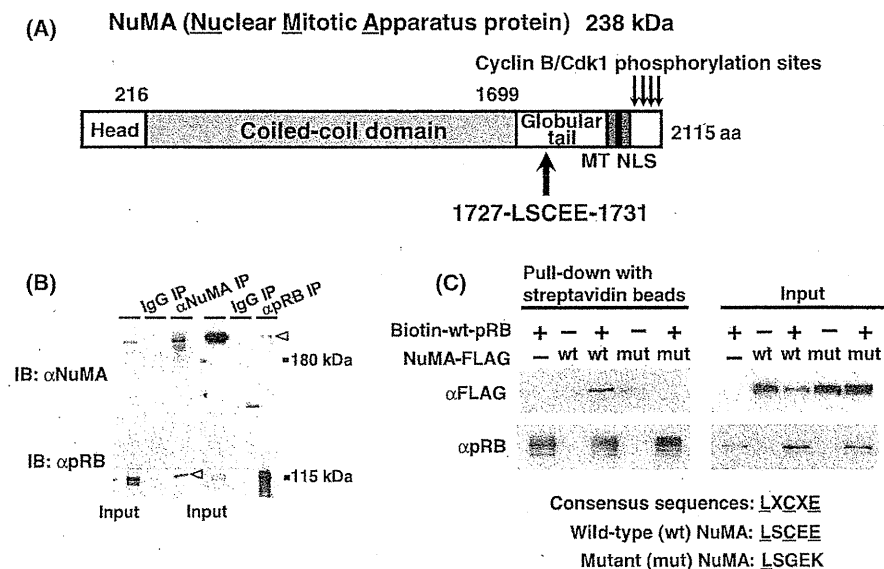 (A) NuMA (Nuclear Mitotic Apparatus protein) 238 kDa
Cyclin B/Cdk1 phosphorylation sites
216 1699
Head Coiled-coil domain Globular tail 2115 aa
MT NLS
1727-LSCEE-1731
(B)
IgG IP αNuMA IP IgG IP αpRB IP
180 kDa
IB: αNuMA
IB: αpRB
115 kDa
Input Input
(C)
Pull-down with streptavidin beads Input
Biotin-wt-pRB + − + − + + − + − +
NuMA-FLAG − wt wt mut mut − wt wt mut mut
αFLAG
αpRB
Consensus sequences: LXCXE
Wild-type (wt) NuMA: LSCEE
Mutant (mut) NuMA: LSGEK